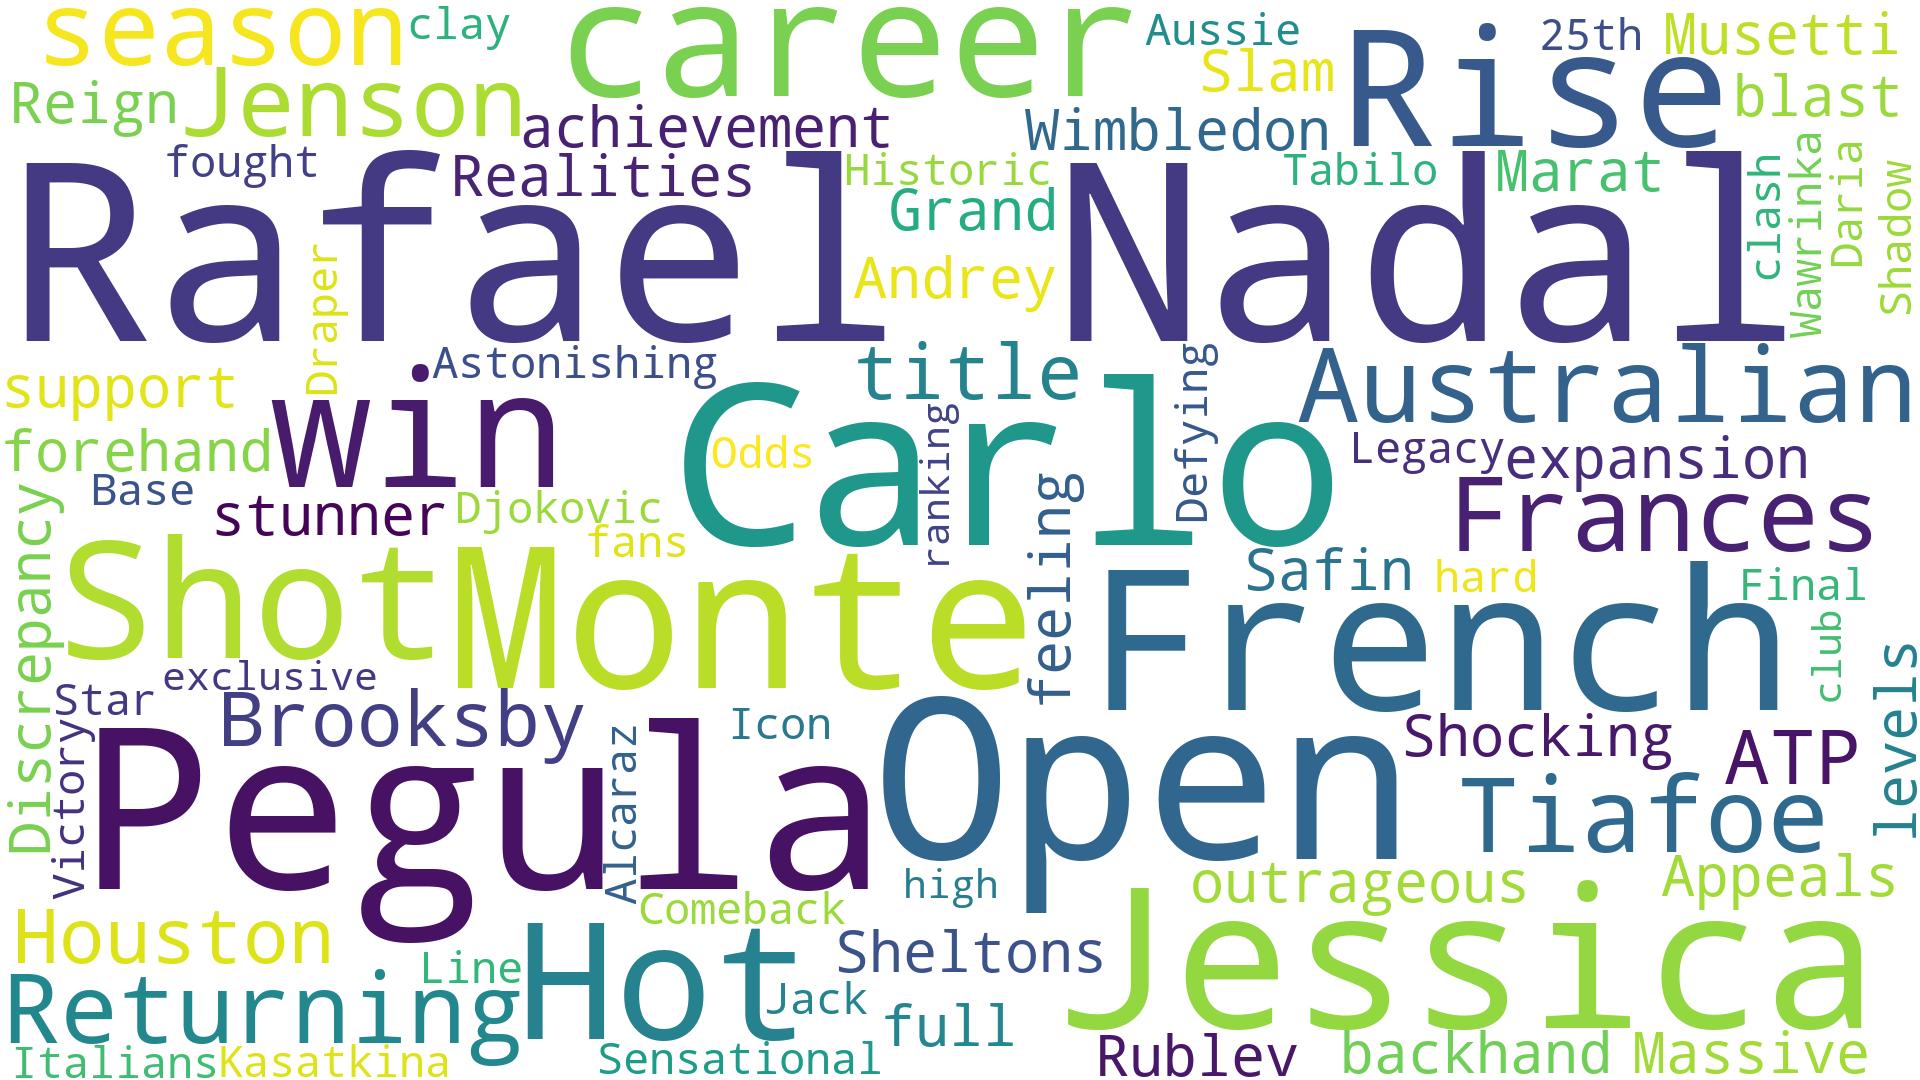 season
clay
career
Aussie
Slam
Rise
25th
Musetti
Reign
Jenson
achievement
Wimbledon
blast
fought
Realities
Historic
Grand
Tabilo
Marat
clash
Wawrinka
Daria
Shadow
Rafael
Nadal
Draper
Andrey
support
Astonishing
title
Defying
Australian
win
Carlo
forehand
Odds
ranking
Legacy
expansion
Base
stunner
Djokovic
fans
feeling
Frances
Discrepancy
Shot
Monte
French
Safin
hard
Final
club
levels
exclusive
Star
Victory
Brooksby
Icon
Alcaraz
Pegula
Open
Shocking
ATP
Tiafoe
high
outrageous
Appeals
Comeback
Houston
Hot
Sheltons
Jessica
Line
Returning
Jack
full
Italians
Kasatkina
Sensational
Rublev
backhand
Massive